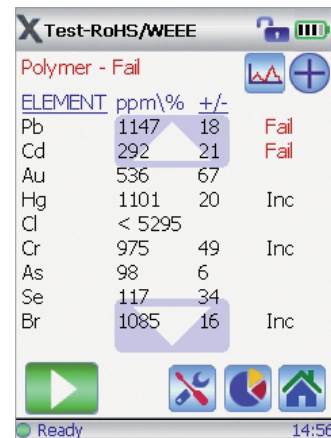 X Test-RoHS/WEEE
Polymer - Fail
ELEMENT ppm\% +/-
Pb 1147 18 Fail
Cd 292 21 Fail
Au 536 67
Hg 1101 20 Inc
Cl < 5295
Cr 975 49 Inc
As 98 6
Se 117 34
Br 1085 16 Inc
Ready 14:56